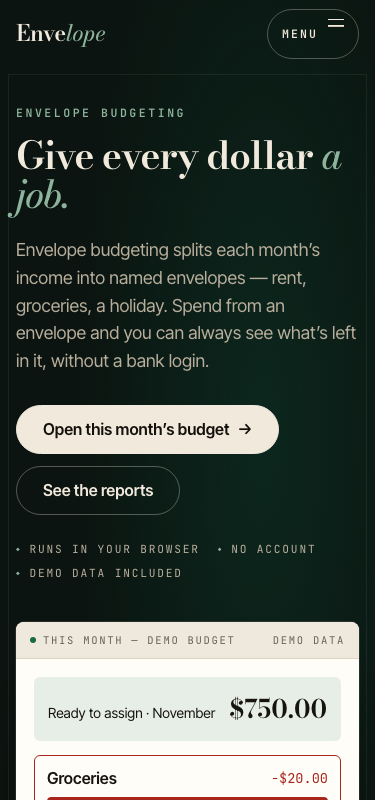 Envelope
MENU
ENVELOPE BUDGETING
Give every dollar a
job.
Envelope budgeting splits each month’s
income into named envelopes — rent,
groceries, a holiday. Spend from an
envelope and you can always see what’s left
in it, without a bank login.
Open this month’s budget →
See the reports
RUNS IN YOUR BROWSER NO ACCOUNT
DEMO DATA INCLUDED
THIS MONTH — DEMO BUDGET DEMO DATA
Ready to assign · November $750.00
Groceries -$20.00